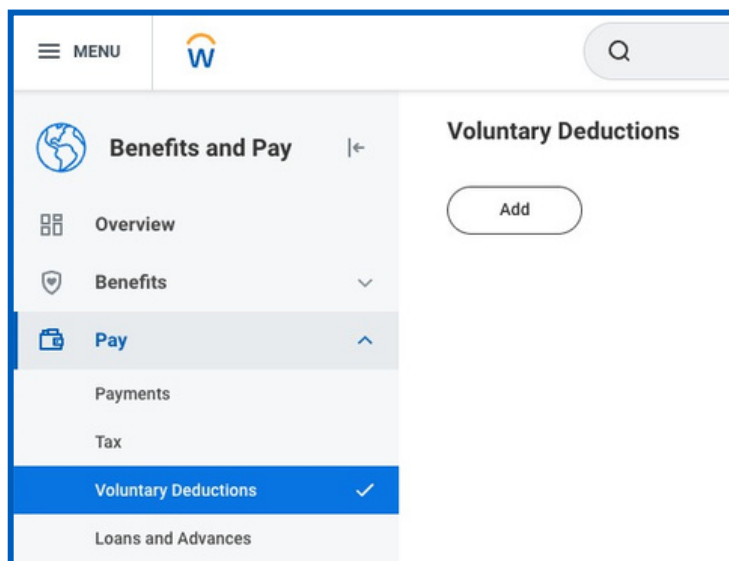 MENU
W
Benefits and Pay
Overview
Benefits
Pay
Payments
Tax
Voluntary Deductions
Loans and Advances
Voluntary Deductions
Add